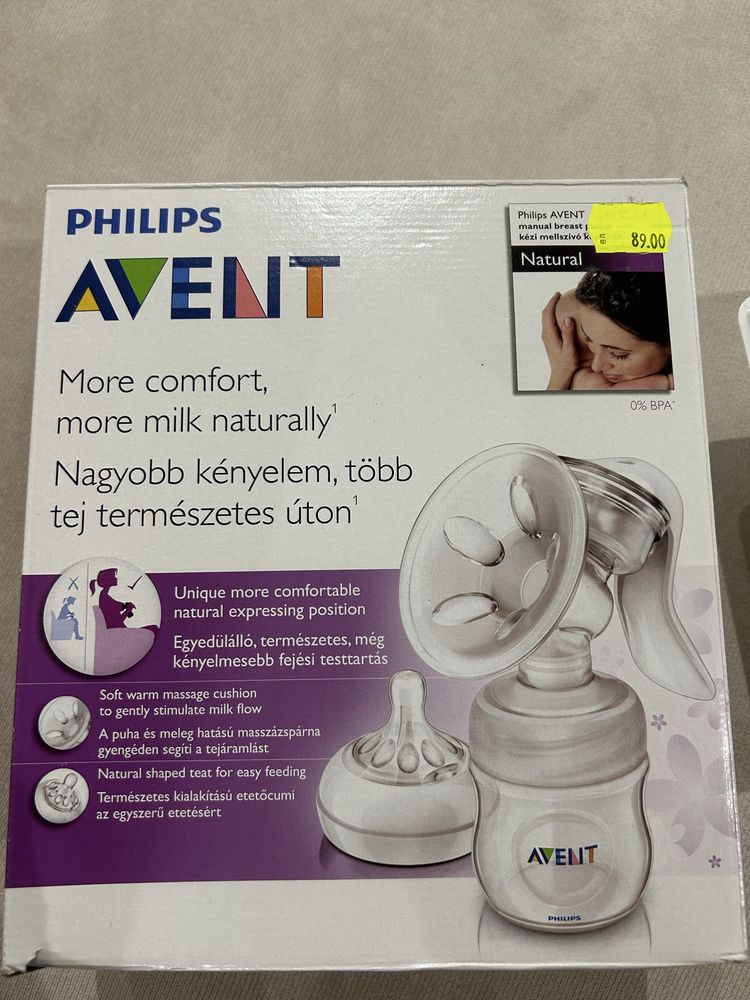 PHILIPS
AVENT
Philips AVENT
manual breast
kézi mellszívó
89.00
Natural
0% BPA*
More comfort,
more milk naturally¹
Nagyobb kényelem, több
tej természetes úton¹
Unique more comfortable
natural expressing position
Egyedülálló, természetes, még
kényelmesebb fejési testtartás
Soft warm massage cushion
to gently stimulate milk flow
A puha és meleg hatású masszázspárna
gyengéden segíti a tejáramlást
Natural shaped teat for easy feeding
Természetes kialakítású etetőcumi
az egyszerű etetésért
AVENT
PHILIPS